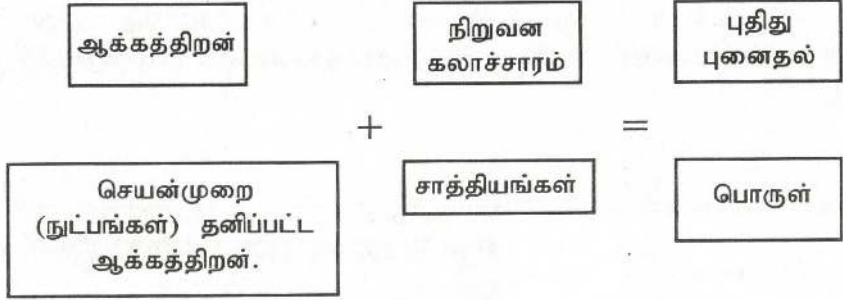 ஆக்கத்திறன்
நிறுவன
கலாச்சாரம்
புதிது
புனைதல்
+
=
செயன்முறை
(நுட்பங்கள்) தனிப்பட்ட
ஆக்கத்திறன்.
சாத்தியங்கள்
பொருள்